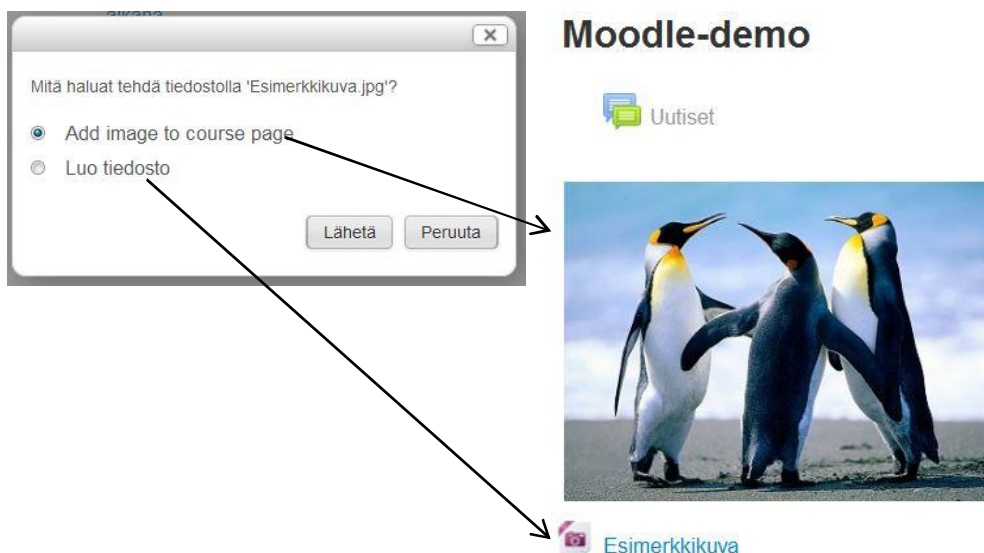 aikana
Mitä haluat tehdä tiedostolla 'Esimerkkikuva.jpg'?
Add image to course page
Luo tiedosto
Lähetä
Peruuta
Moodle-demo
Uutiset
Esimerkkikuva